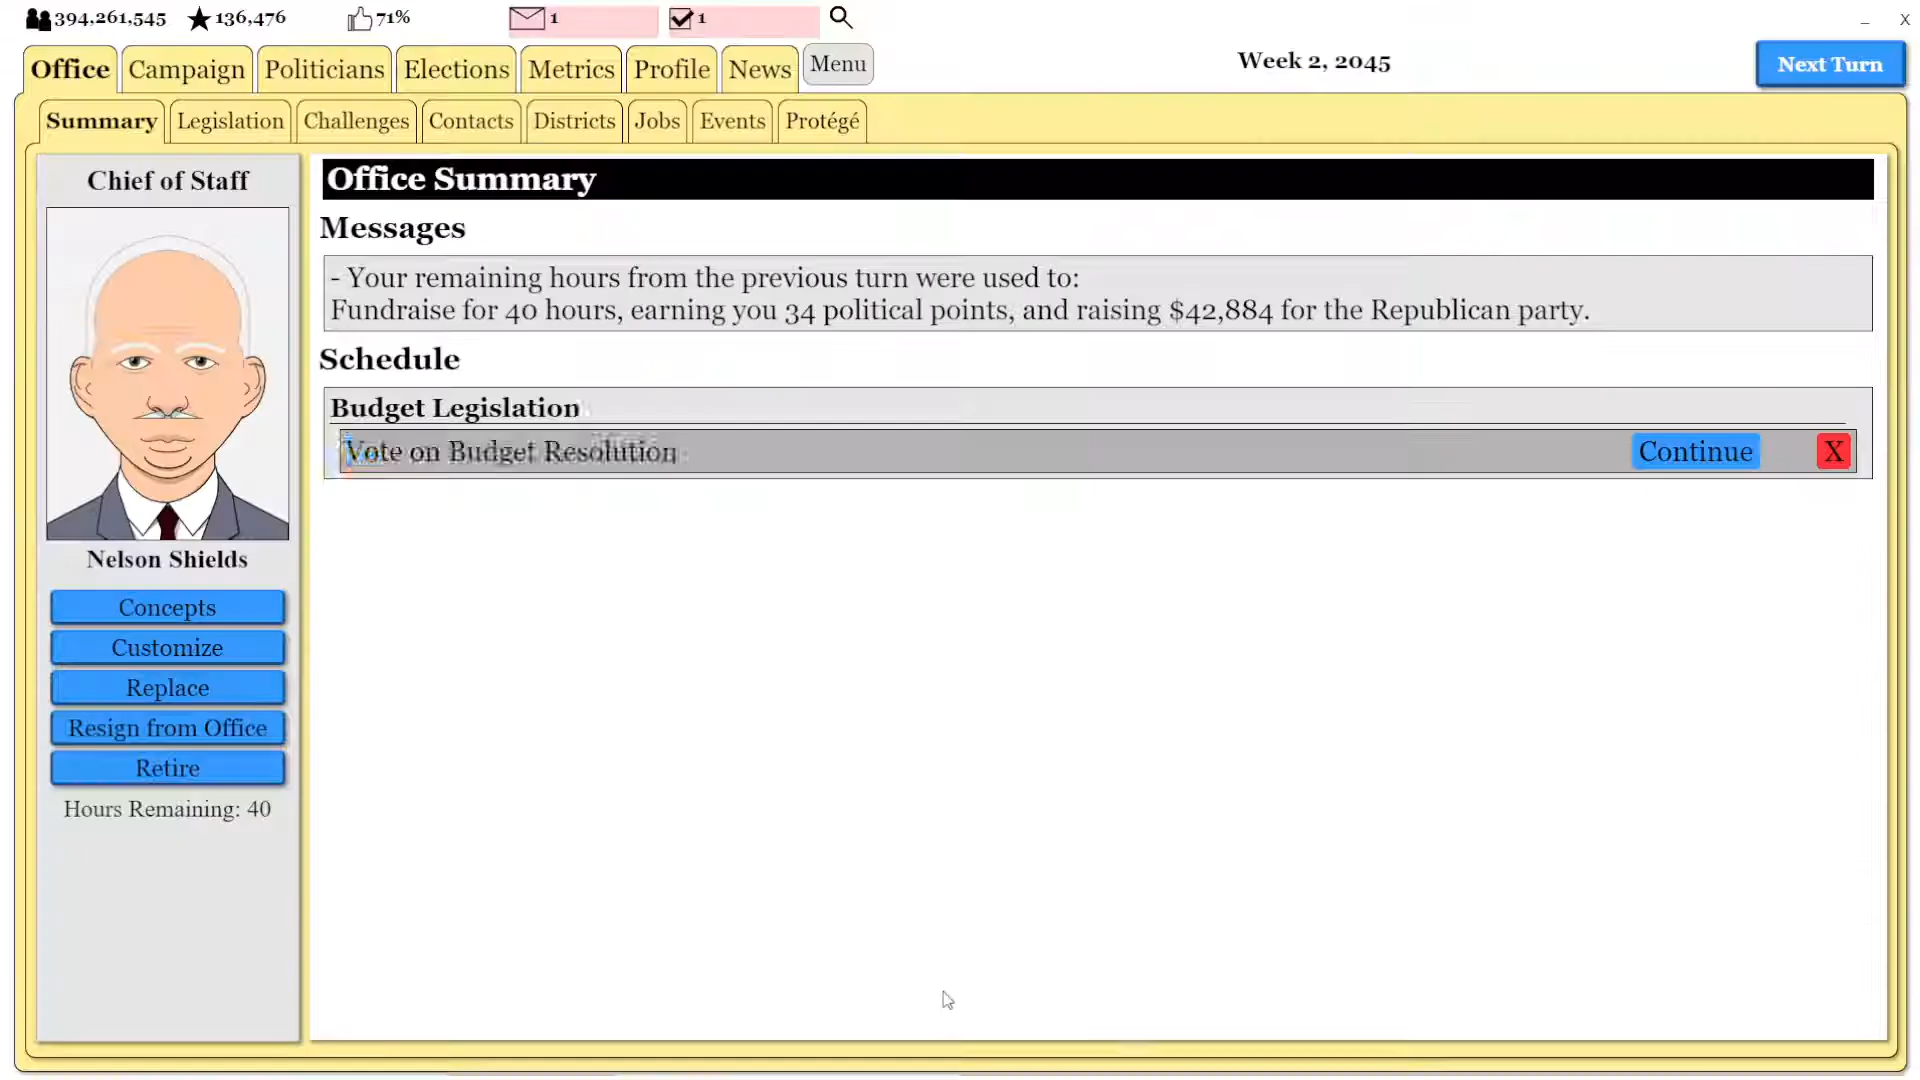 394,261,545 136,476 71% 1 1
Office Campaign Politicians Elections Metrics Profile News Menu
Week 2, 2045
Next Turn
Summary Legislation Challenges Contacts Districts Jobs Events Protégé
Chief of Staff
Nelson Shields
Concepts
Customize
Replace
Resign from Office
Retire
Hours Remaining: 40
Office Summary
Messages
- Your remaining hours from the previous turn were used to:
Fundraise for 40 hours, earning you 34 political points, and raising $42,884 for the Republican party.
Schedule
Budget Legislation
Vote on Budget Resolution Continue X
_ X